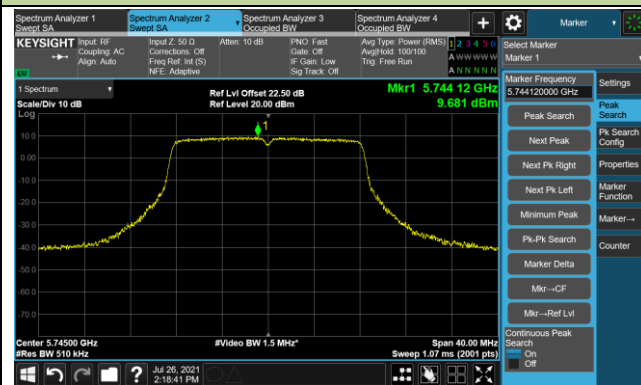 Spectrum Analyzer 1
Swept SA
Spectrum Analyzer 2
Swept SA
Spectrum Analyzer 3
Occupied BW
Spectrum Analyzer 4
Occupied BW
+
Marker
KEYSIGHT
Input: RF
Coupling: AC
Align: Auto
Input Z: 50 Ω
Corrections: Off
Freq Ref: Int (S)
NFE: Adaptive
Atten: 10 dB
PNO: Fast
Gate: Off
IF Gain: Low
Sig Track: Off
Avg Type: Power (RMS)
Avg|Hold: 100/100
Trig: Free Run
1 2 3 4 5 6
A W W W W W
A N N N N N
LXI
Select Marker
Marker 1
1 Spectrum
Scale/Div 10 dB
Log
Ref Lvl Offset 22.50 dB
Ref Level 20.00 dBm
Mkr1 5.744 12 GHz
9.681 dBm
1
10.0
0.00
-10.0
-20.0
-30.0
-40.0
-50.0
-60.0
-70.0
Center 5.74500 GHz
#Res BW 510 kHz
#Video BW 1.5 MHz*
Span 40.00 MHz
Sweep 1.07 ms (2001 pts)
Marker Frequency
5.744120000 GHz
Peak Search
Next Peak
Next Pk Right
Next Pk Left
Minimum Peak
Pk-Pk Search
Marker Delta
Mkr→CF
Mkr→Ref Lvl
Continuous Peak
Search
On
Off
Settings
Peak
Search
Pk Search
Config
Properties
Marker
Function
Marker→
Counter
?
Jul 26, 2021
2:18:41 PM